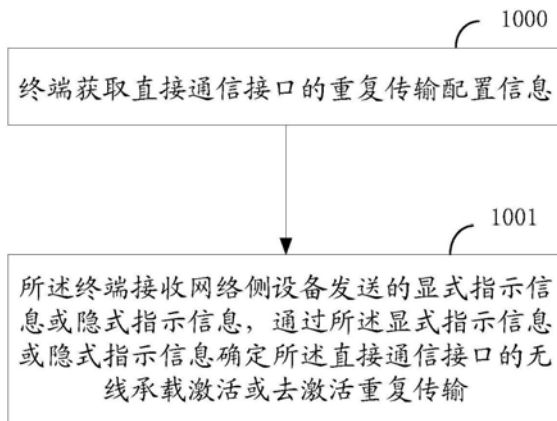 1000
终端获取直接通信接口的重复传输配置信息
1001
所述终端接收网络侧设备发送的显式指示信
息或隐式指示信息，通过所述显式指示信息
或隐式指示信息确定所述直接通信接口的无
线承载激活或去激活重复传输